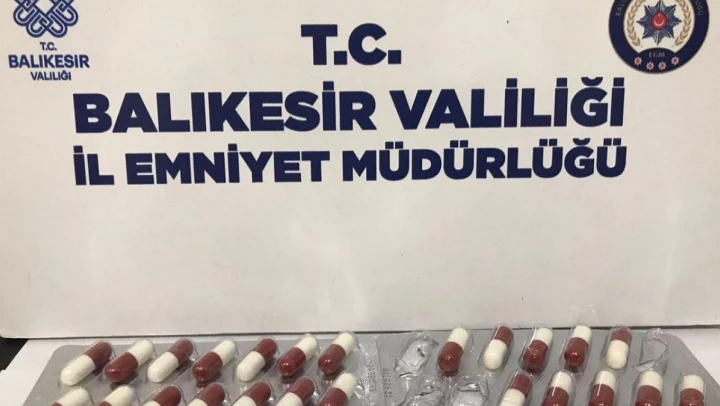 T.C.
BALIKESİR
VALİLİĞİ
T.C.
BALIKESİR VALİLİĞİ
İL EMNİYET MÜDÜRLÜĞÜ
EGM